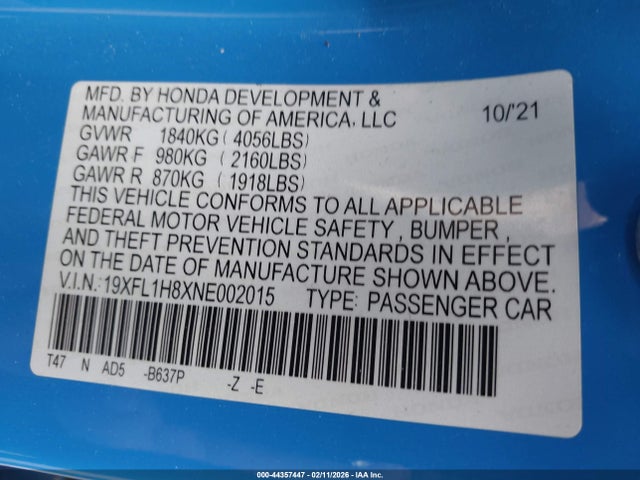 MFD. BY HONDA DEVELOPMENT &
MANUFACTURING OF AMERICA, LLC 10/'21
GVWR 1840KG ( 4056LBS)
GAWR F 980KG ( 2160LBS)
GAWR R 870KG ( 1918LBS)
THIS VEHICLE CONFORMS TO ALL APPLICABLE
FEDERAL MOTOR VEHICLE SAFETY , BUMPER ,
AND THEFT PREVENTION STANDARDS IN EFFECT
ON THE DATE OF MANUFACTURE SHOWN ABOVE.
V.I.N.: 19XFL1H8XNE002015 TYPE: PASSENGER CAR
T47 N AD5 -B637P -Z -E
000-44357447 - 02/11/2026 - IAA Inc.